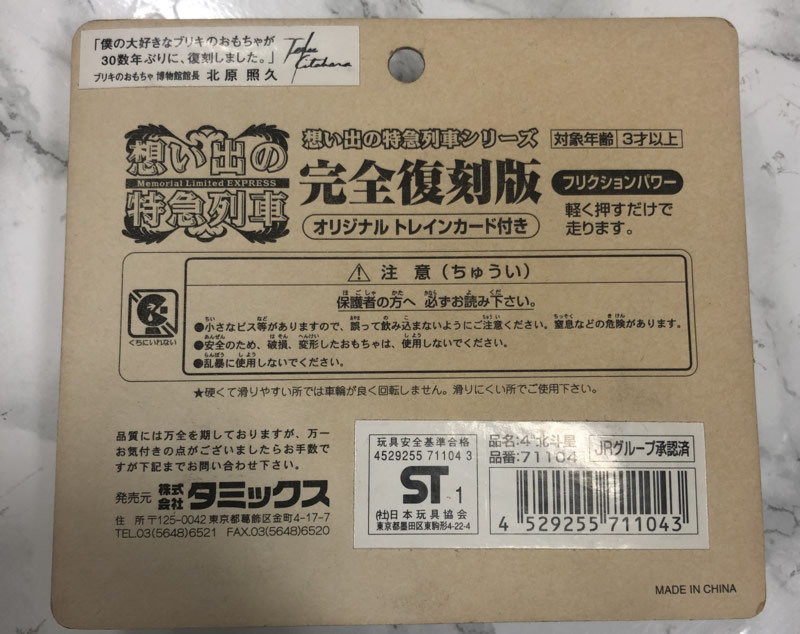 「僕の大好きなブリキのおもちゃが
30数年ぶりに、復刻しました。」
ブリキのおもちゃ 博物館館長 北原 照久
Teru Kitahara
想い出の
Memorial Limited EXPRESS
特急列車
想い出の特急列車シリーズ
完全復刻版
オリジナル トレインカード付き
対象年齢 3才以上
フリクションパワー
軽く押すだけで
走ります。
くちにいれない
⚠ 注 意（ちゅうい）
保護者の方へ 必ずお読み下さい。
●小さなビス等がありますので、誤って飲み込まないようにご注意ください。窒息などの危険があります。
●安全のため、破損、変形したおもちゃは、使用しないでください。
●乱暴に使用しないでください。
★硬くて滑りやすい所では車輪が良く回転しません。滑りにくい所でご使用下さい。
品質には万全を期しておりますが、万一
お気付きの点がございましたらお手数で
すが下記までお問い合わせ下さい。
発売元 株式会社 タミックス
住 所 〒125-0042 東京都葛飾区金町4-17-7
TEL.03(5648)6521 FAX.03(5648)6520
玩具安全基準合格
4529255 71104 3
ST - 1
(社)日本玩具協会
東京都墨田区東駒形4-22-4
品名:4 北斗星
品番:71104
JRグループ承認済
4 529255 711043
MADE IN CHINA